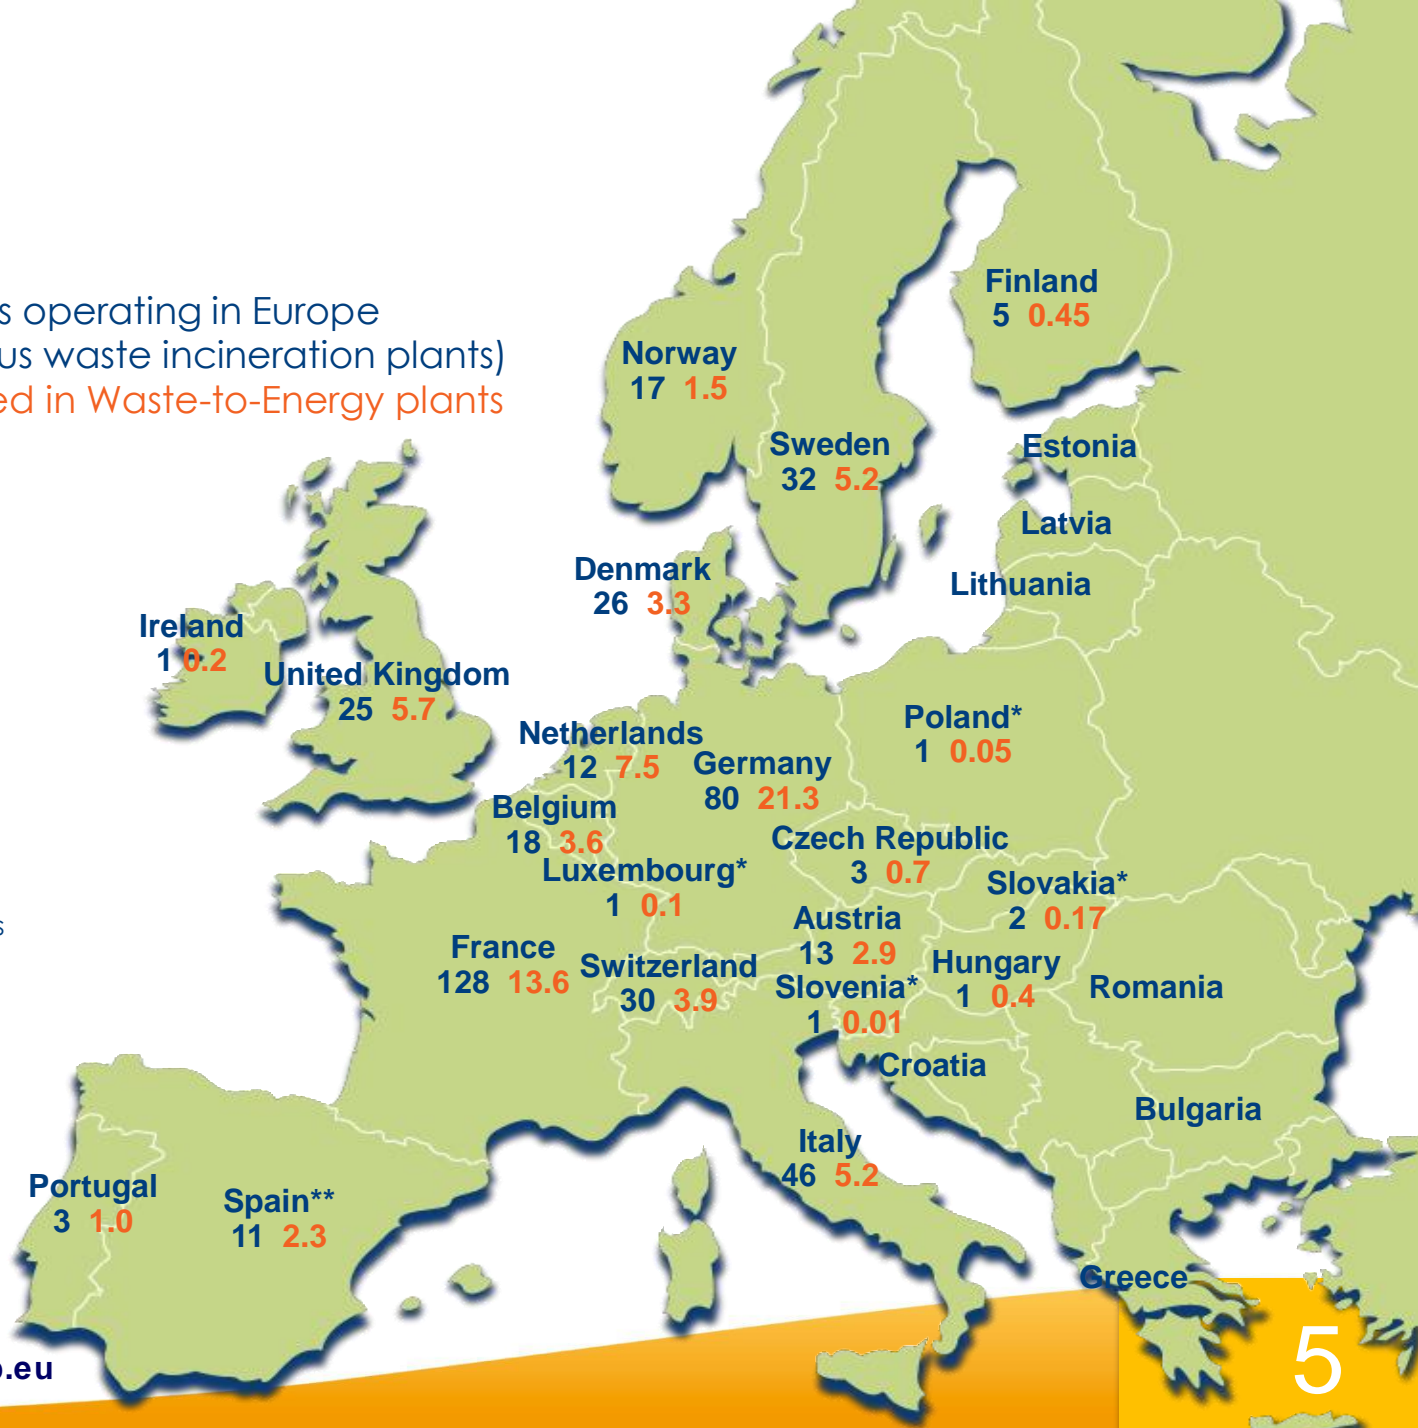 s operating in Europe
us waste incineration plants)
ed in Waste-to-Energy plants
Finland
5 0.45
Norway
17 1.5
Sweden
32 5.2
Estonia
Latvia
Lithuania
Denmark
26 3.3
Ireland
1 0.2
United Kingdom
25 5.7
Netherlands
12 7.5
Germany
80 21.3
Poland*
1 0.05
Belgium
18 3.6
Czech Republic
3 0.7
Luxembourg*
1 0.1
Slovakia*
2 0.17
s
Austria
13 2.9
France
128 13.6
Switzerland
30 3.9
Hungary
1 0.4
Slovenia*
1 0.01
Romania
Croatia
Bulgaria
Italy
46 5.2
Portugal
3 1.0
Spain**
11 2.3
Greece
5
.eu